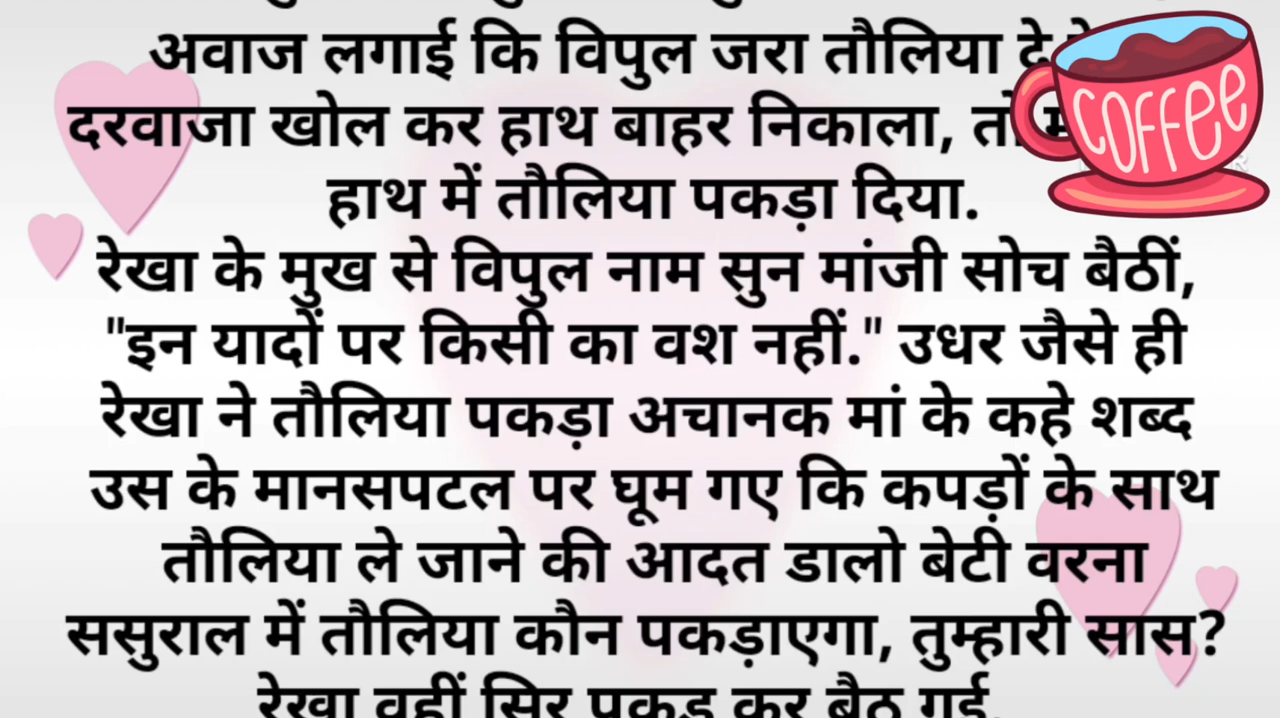 अवाज लगाई कि विपुल जरा तौलिया दे
दरवाजा खोल कर हाथ बाहर निकाला, तो
COFFEE
हाथ में तौलिया पकड़ा दिया.
रेखा के मुख से विपुल नाम सुन मांजी सोच बैठीं,
"इन यादों पर किसी का वश नहीं." उधर जैसे ही
रेखा ने तौलिया पकड़ा अचानक मां के कहे शब्द
उस के मानसपटल पर घूम गए कि कपड़ों के साथ
तौलिया ले जाने की आदत डालो बेटी वरना
ससुराल में तौलिया कौन पकड़ाएगा, तुम्हारी सास?
रेखा वहीं सिर पकड़ कर बैठ गई.